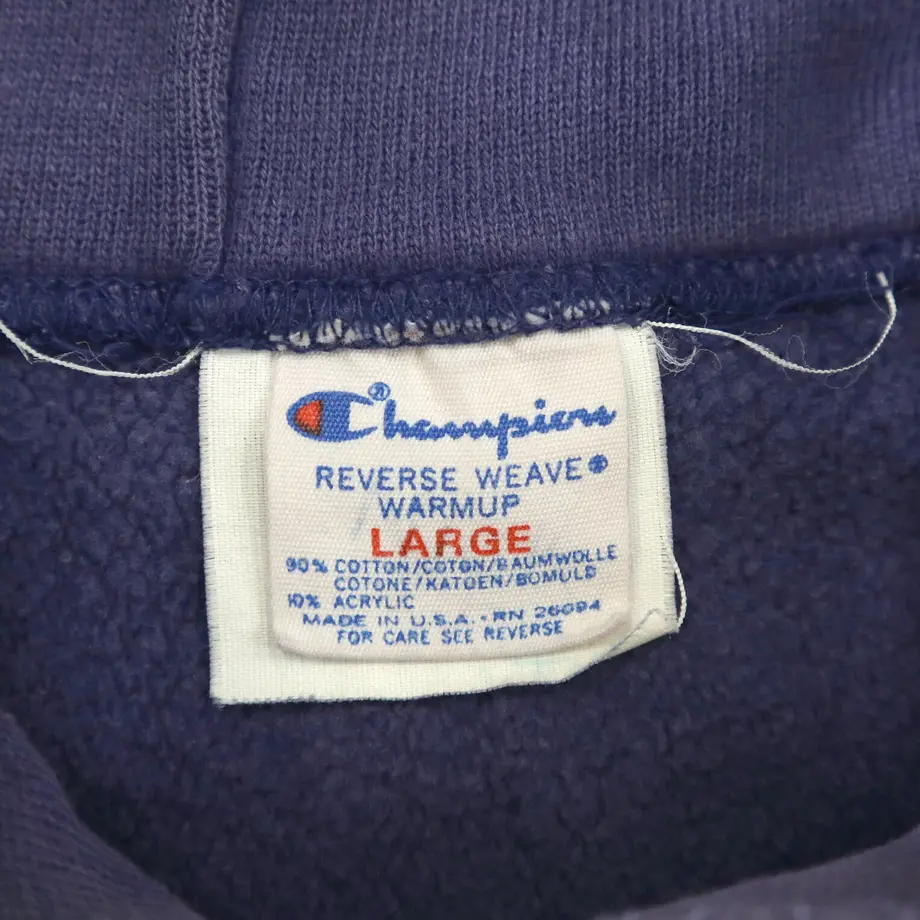 Champion®
REVERSE WEAVE®
WARMUP
LARGE
90% COTTON/COTON/BAUMWOLLE
COTONE/KATOEN/BOMULD
10% ACRYLIC
MADE IN U.S.A. - RN 26094
FOR CARE SEE REVERSE